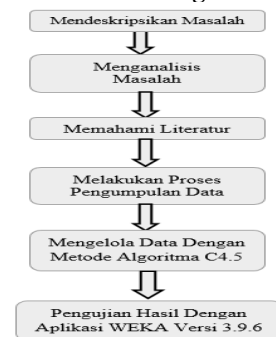 Mendeskripsikan Masalah
Menganalisis
Masalah
Memahami Literatur
Melakukan Proses
Pengumpulan Data
Mengelola Data Dengan
Metode Algoritma C4.5
Pengujian Hasil Dengan
Aplikasi WEKA Versi 3.9.6